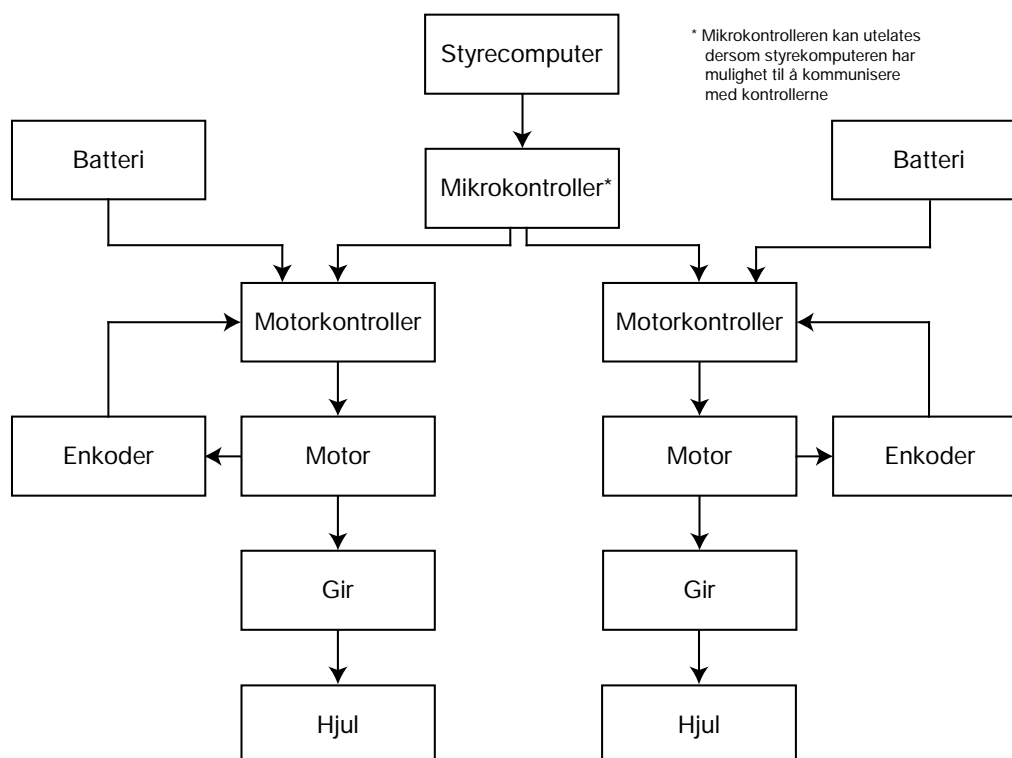 Styrecomputer
* Mikrokontrolleren kan utelates
dersom styrekomputeren har
mulighet til å kommunisere
med kontrollerne
Batteri
Mikrokontroller*
Batteri
Motorkontroller
Motorkontroller
Enkoder
Motor
Motor
Enkoder
Gir
Gir
Hjul
Hjul